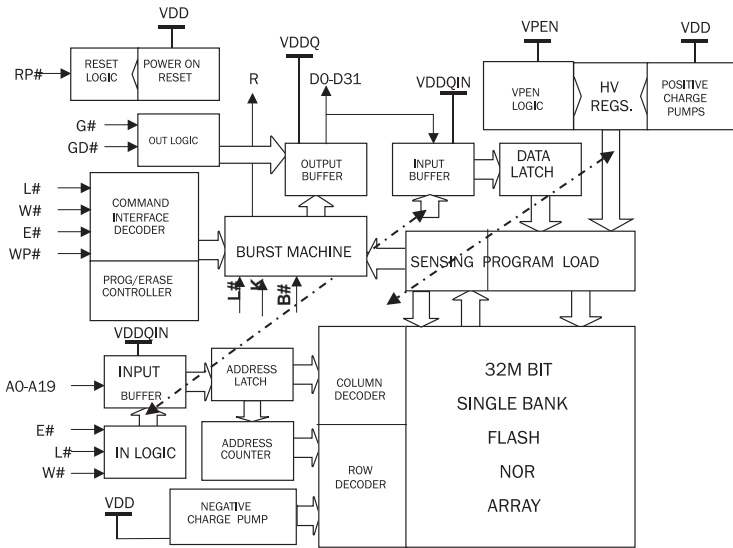 VDD
VDDQ
VPEN
VDD
RP#
RESET
LOGIC
POWER ON
RESET
R
D0-D31
VDDQIN
VPEN
LOGIC
HV
REGS.
POSITIVE
CHARGE
PUMPS
G#
GD#
OUT LOGIC
OUTPUT
BUFFER
INPUT
BUFFER
DATA
LATCH
L#
W#
E#
WP#
COMMAND
INTERFACE
DECODER
PROG/ERASE
CONTROLLER
BURST MACHINE
SENSING PROGRAM LOAD
L#
K
B#
VDDQIN
A0-A19
INPUT
BUFFER
ADDRESS
LATCH
COLUMN
DECODER
32M BIT
SINGLE BANK
FLASH
NOR
ARRAY
E#
L#
W#
IN LOGIC
ADDRESS
COUNTER
ROW
DECODER
VDD
NEGATIVE
CHARGE PUMP